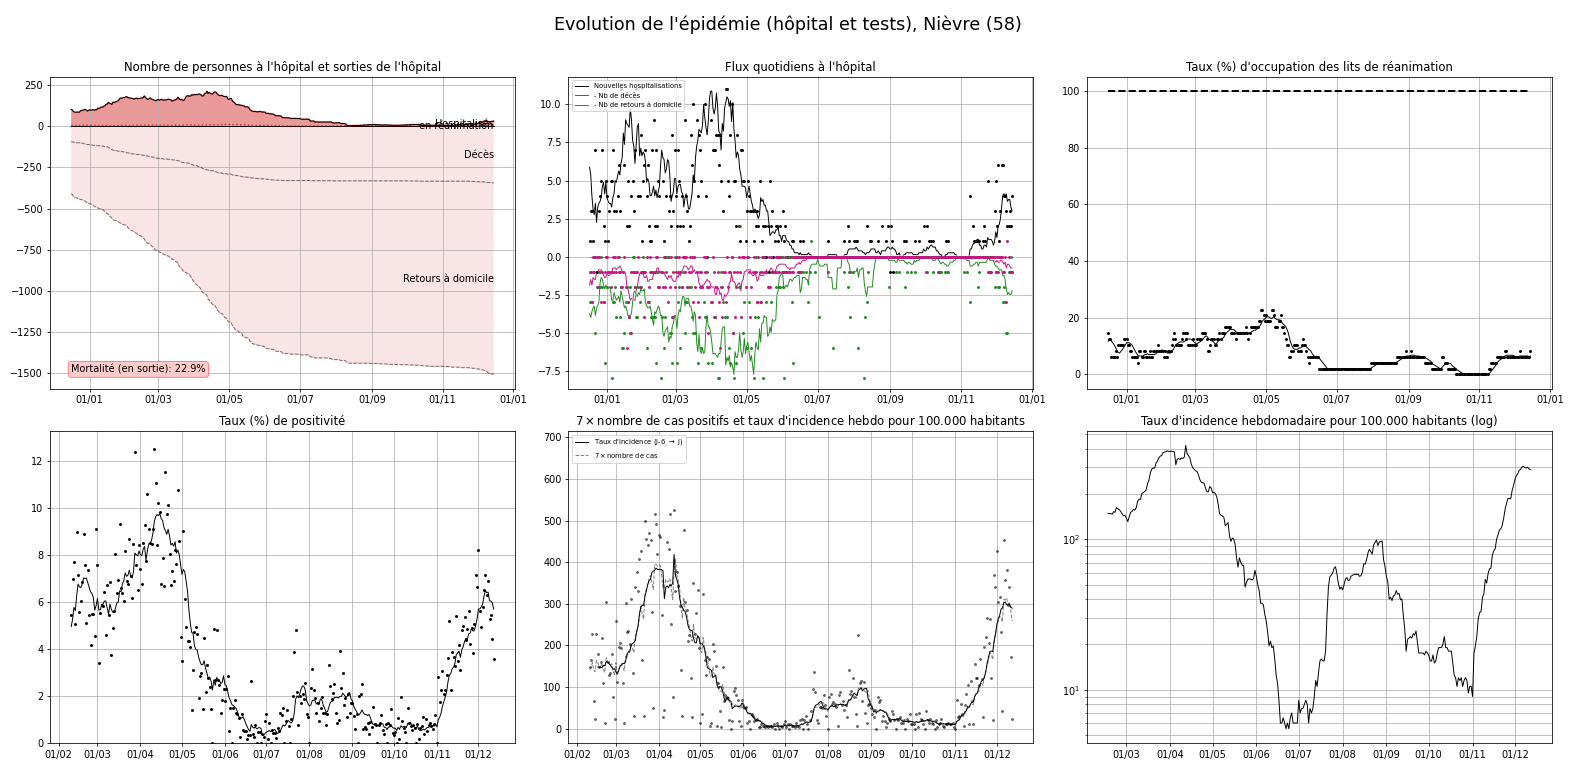 Evolution de l'épidémie (hôpital et tests), Nièvre (58)
Nombre de personnes à l'hôpital et sorties de l'hôpital
250
0
−250
−500
−750
−1000
−1250
−1500
Hospitalisés
en réanimation
Décès
Retours à domicile
Mortalité (en sortie): 22.9%
01/01 01/03 01/05 01/07 01/09 01/11 01/01
Flux quotidiens à l'hôpital
Nouvelles hospitalisations
- Nb de décès
- Nb de retours à domicile
10.0
7.5
5.0
2.5
0.0
−2.5
−5.0
−7.5
01/01 01/03 01/05 01/07 01/09 01/11 01/01
Taux (%) d'occupation des lits de réanimation
100
80
60
40
20
0
01/01 01/03 01/05 01/07 01/09 01/11 01/01
Taux (%) de positivité
12
10
8
6
4
2
0
01/02 01/03 01/04 01/05 01/06 01/07 01/08 01/09 01/10 01/11 01/12
7 × nombre de cas positifs et taux d'incidence hebdo pour 100.000 habitants
Taux d'incidence (j-6 → j)
7 × nombre de cas
700
600
500
400
300
200
100
0
01/02 01/03 01/04 01/05 01/06 01/07 01/08 01/09 01/10 01/11 01/12
Taux d'incidence hebdomadaire pour 100.000 habitants (log)
10²
10¹
01/03 01/04 01/05 01/06 01/07 01/08 01/09 01/10 01/11 01/12